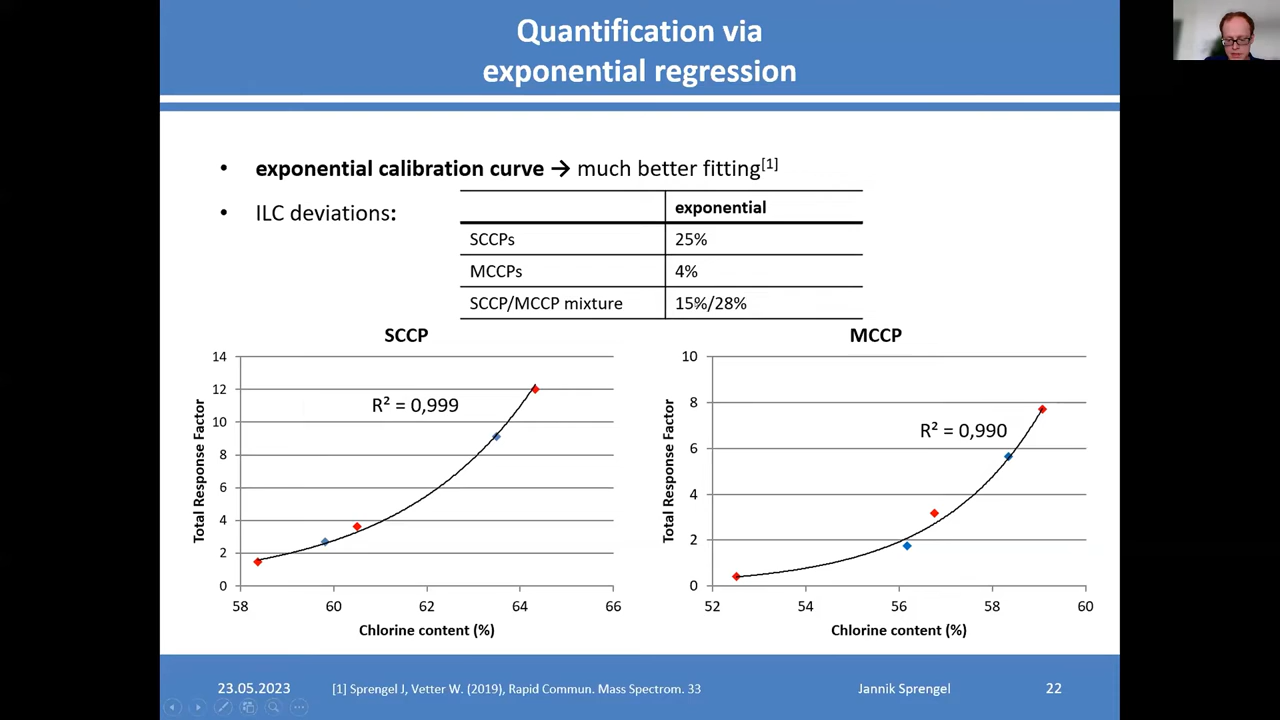 Quantification via
exponential regression
• exponential calibration curve → much better fitting[1]
• ILC deviations:
exponential
SCCPs 25%
MCCPs 4%
SCCP/MCCP mixture 15%/28%
SCCP
14
12
10
8
6
4
2
0
R² = 0,999
Total Response Factor
58 60 62 64 66
Chlorine content (%)
MCCP
10
8
6
4
2
0
R² = 0,990
Total Response Factor
52 54 56 58 60
Chlorine content (%)
23.05.2023 [1] Sprengel J, Vetter W. (2019), Rapid Commun. Mass Spectrom. 33 Jannik Sprengel 22